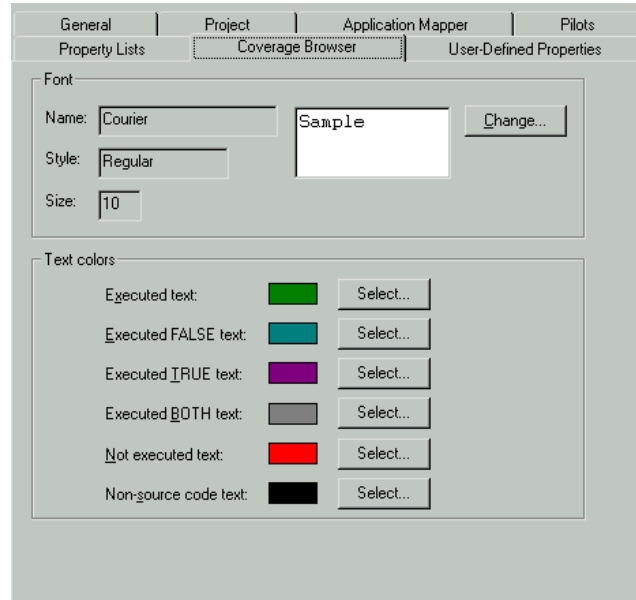 General Project Application Mapper Pilots
Property Lists Coverage Browser User-Defined Properties
Font
Name: Courier Sample Change...
Style: Regular
Size: 10
Text colors
Executed text: Select...
Executed FALSE text: Select...
Executed TRUE text: Select...
Executed BOTH text: Select...
Not executed text: Select...
Non-source code text: Select...